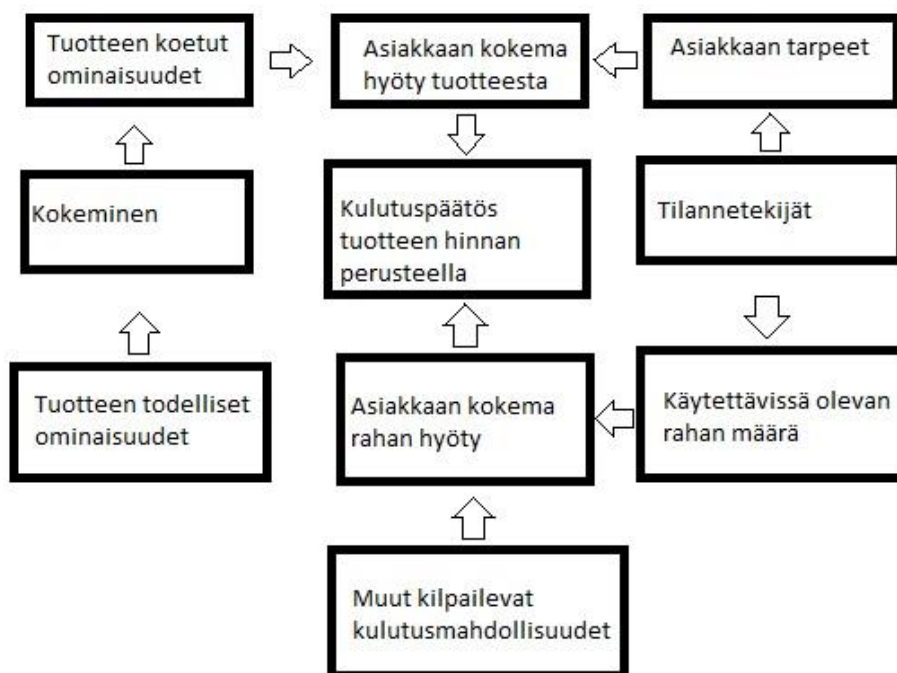 Tuotteen koetut
ominaisuudet
Asiakkaan kokema
hyöty tuotteesta
Asiakkaan tarpeet
Kokeminen
Kulutuspäätös
tuotteen hinnan
perusteella
Tilannetekijät
Tuotteen todelliset
ominaisuudet
Asiakkaan kokema
rahan hyöty
Käytettävissä olevan
rahan määrä
Muut kilpailevat
kulutusmahdollisuudet